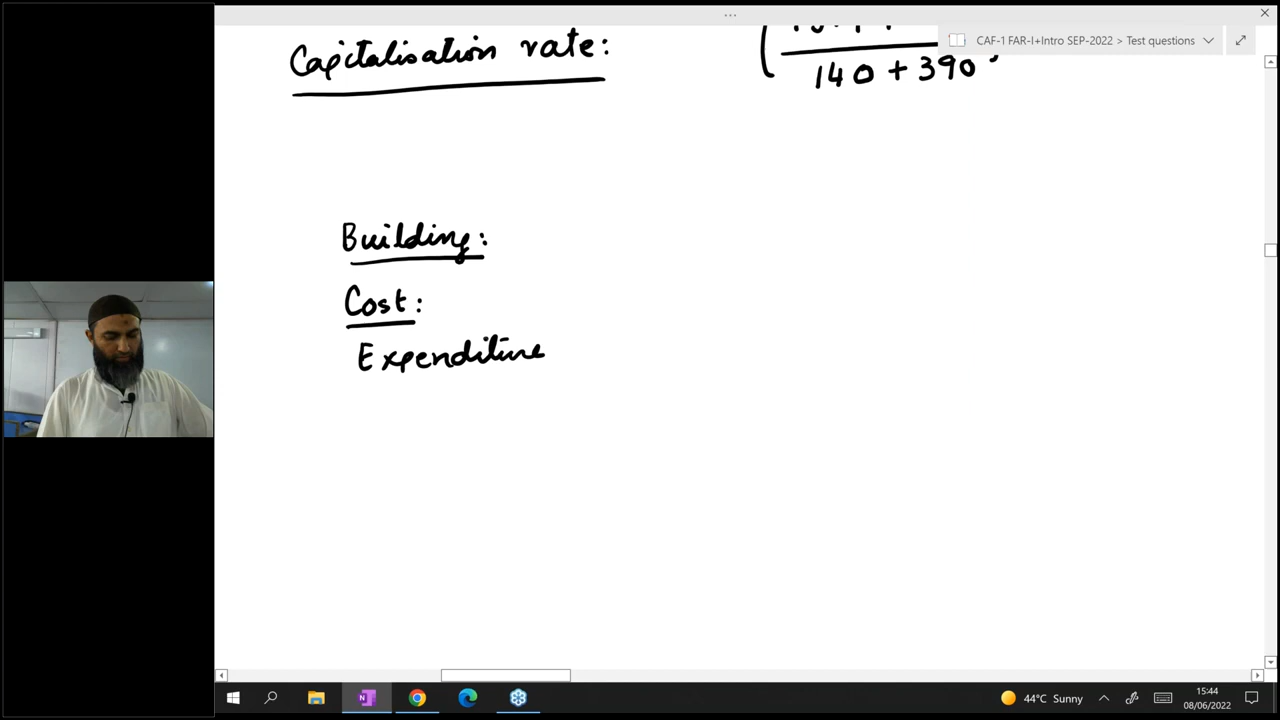 CAF-1 FAR-I+Intro SEP-2022 > Test questions
Capitalisation rate:
140 + 390
Building:
Cost:
Expenditure
44°C Sunny
15:44
08/06/2022